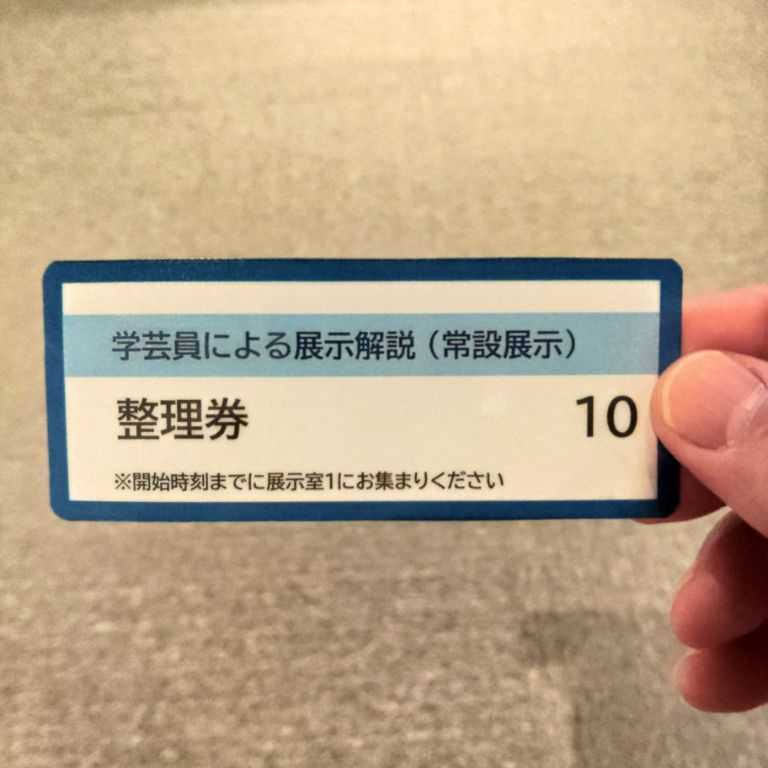 学芸員による展示解説（常設展示）
整理券 10
※開始時刻までに展示室1にお集まりください